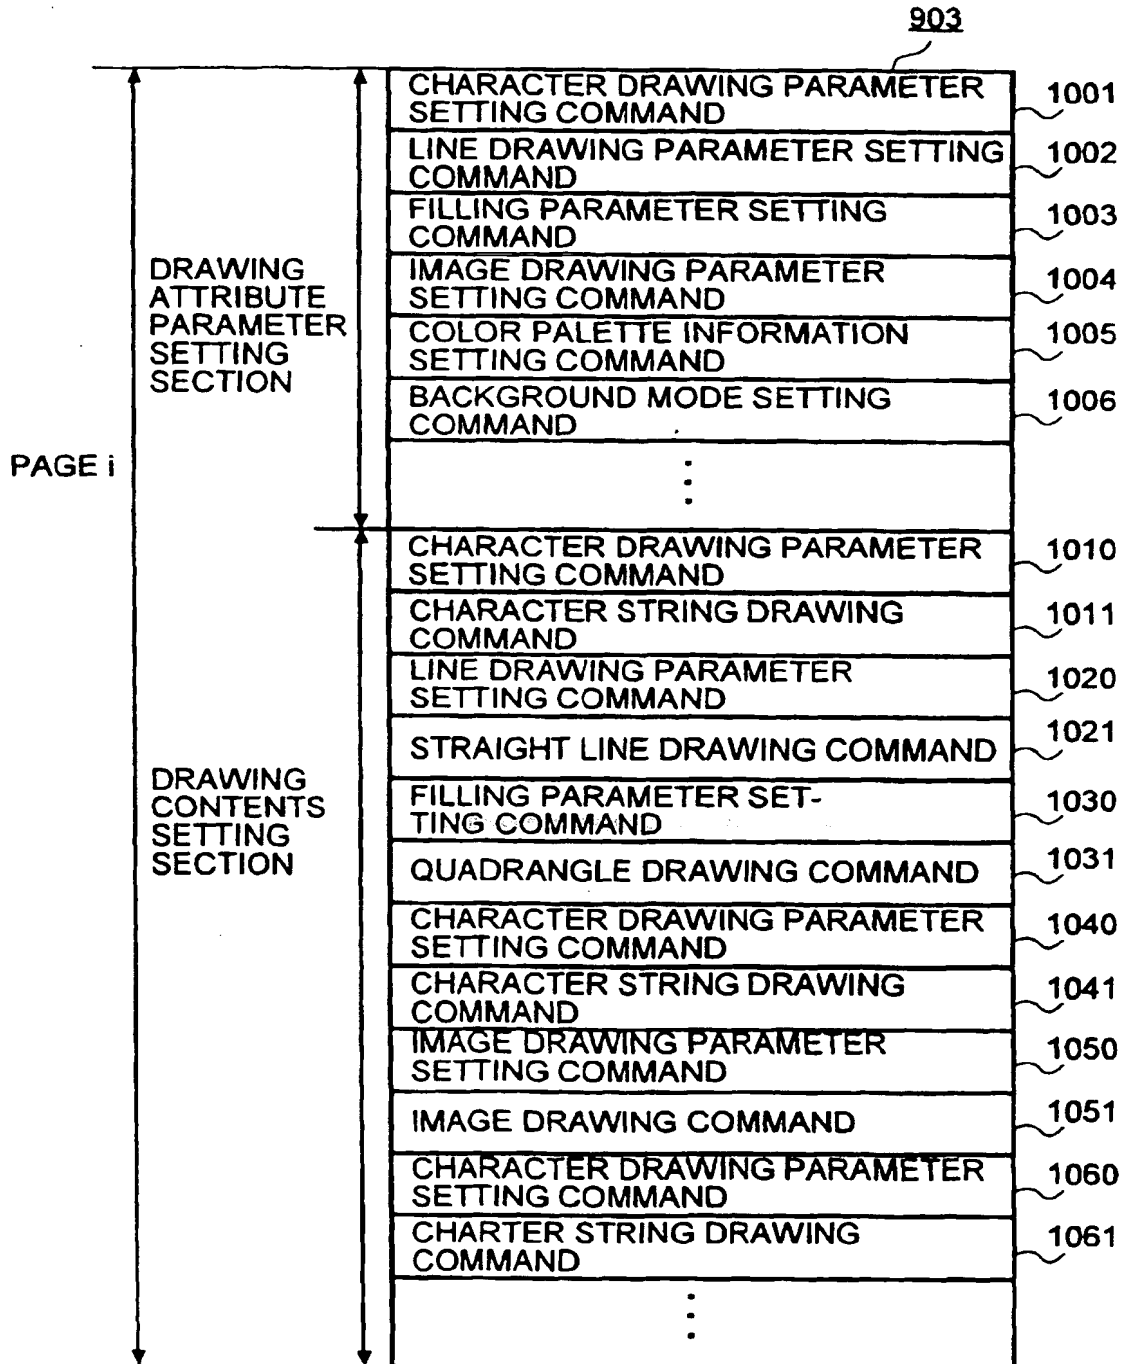 903
CHARACTER DRAWING PARAMETER
SETTING COMMAND
1001
LINE DRAWING PARAMETER SETTING
COMMAND
1002
FILLING PARAMETER SETTING
COMMAND
1003
IMAGE DRAWING PARAMETER
SETTING COMMAND
1004
COLOR PALETTE INFORMATION
SETTING COMMAND
1005
BACKGROUND MODE SETTING
COMMAND
1006
DRAWING
ATTRIBUTE
PARAMETER
SETTING
SECTION
PAGE i
CHARACTER DRAWING PARAMETER
SETTING COMMAND
1010
CHARACTER STRING DRAWING
COMMAND
1011
LINE DRAWING PARAMETER
SETTING COMMAND
1020
STRAIGHT LINE DRAWING COMMAND
1021
FILLING PARAMETER SET-
TING COMMAND
1030
QUADRANGLE DRAWING COMMAND
1031
CHARACTER DRAWING PARAMETER
SETTING COMMAND
1040
CHARACTER STRING DRAWING
COMMAND
1041
IMAGE DRAWING PARAMETER
SETTING COMMAND
1050
IMAGE DRAWING COMMAND
1051
CHARACTER DRAWING PARAMETER
SETTING COMMAND
1060
CHARTER STRING DRAWING
COMMAND
1061
DRAWING
CONTENTS
SETTING
SECTION